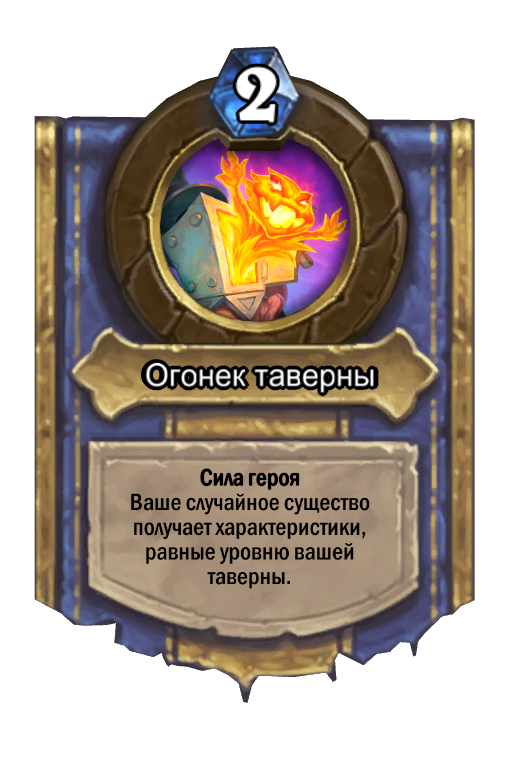 2
Огонек таверны
Сила героя
Ваше случайное существо
получает характеристики,
равные уровню вашей
таверны.